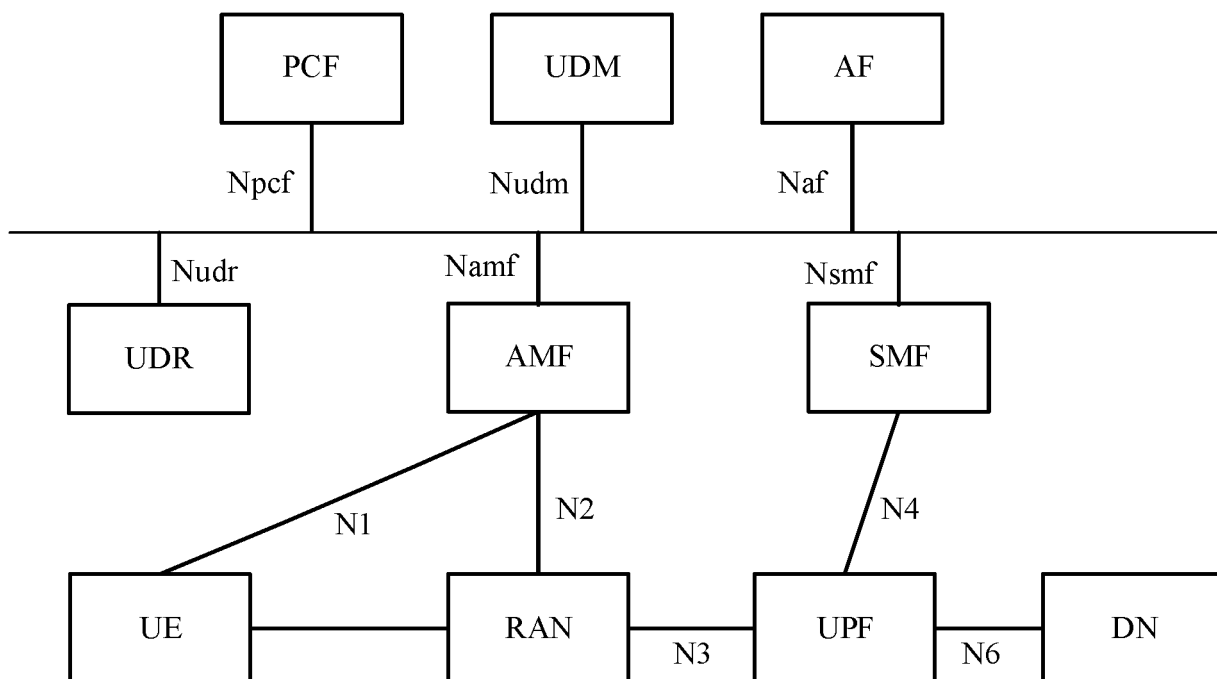 PCF
UDM
AF
Npcf
Nudm
Naf
Nudr
Namf
Nsmf
UDR
AMF
SMF
N1
N2
N4
UE
RAN
UPF
DN
N3
N6